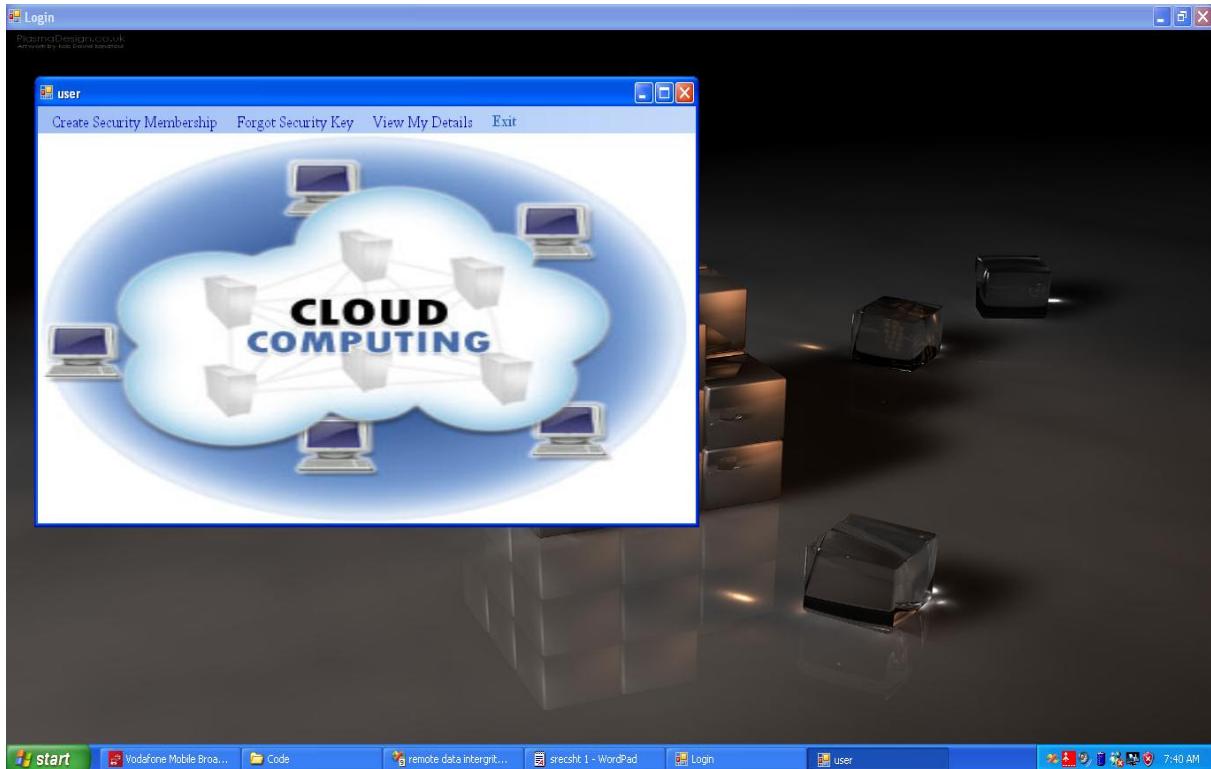 Login
PlasmaDesign.co.uk
user
Create Security Membership Forgot Security Key View My Details Exit
CLOUD
COMPUTING
start Vodafone Mobile Broa... Code remote data intergrit... srecsht 1 - WordPad Login user 7:40 AM